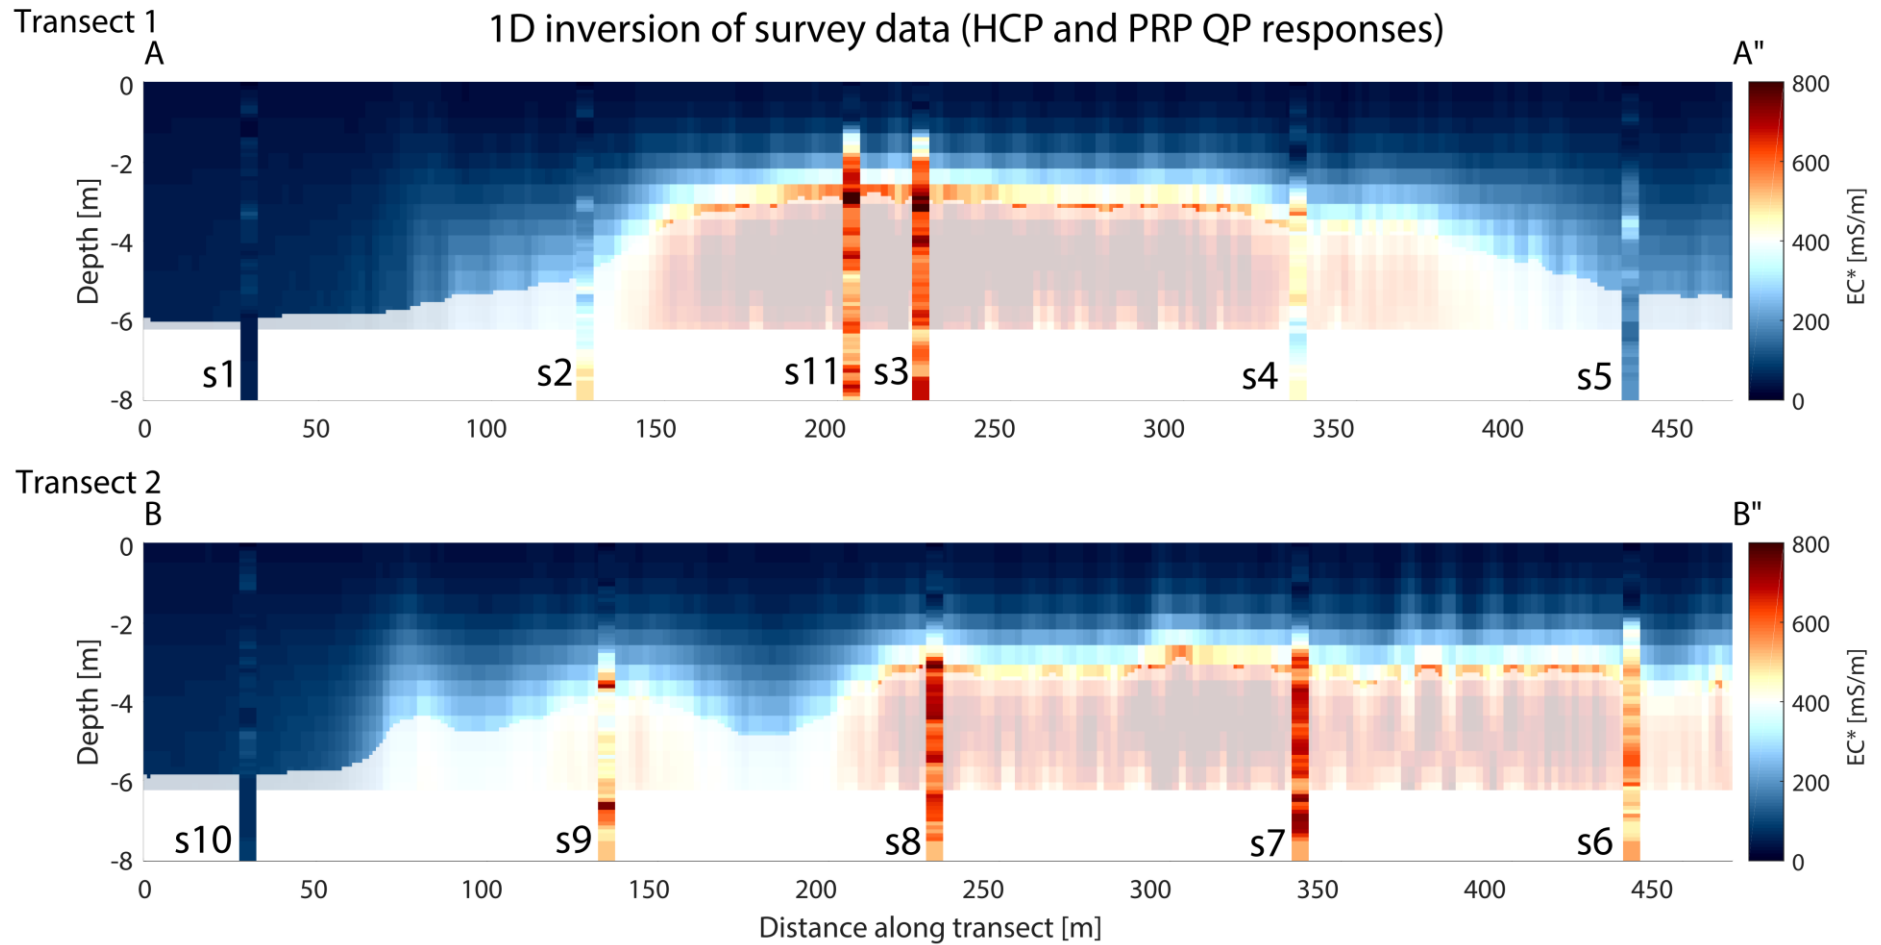 Transect 1
1D inversion of survey data (HCP and PRP QP responses)
A A"
0 800
-2 600
-4 400
-6 200
-8 0
Depth [m]
EC* [mS/m]
s1 s2 s11 s3 s4 s5
0 50 100 150 200 250 300 350 400 450
Transect 2
B B"
0 800
-2 600
-4 400
-6 200
-8 0
Depth [m]
EC* [mS/m]
s10 s9 s8 s7 s6
0 50 100 150 200 250 300 350 400 450
Distance along transect [m]